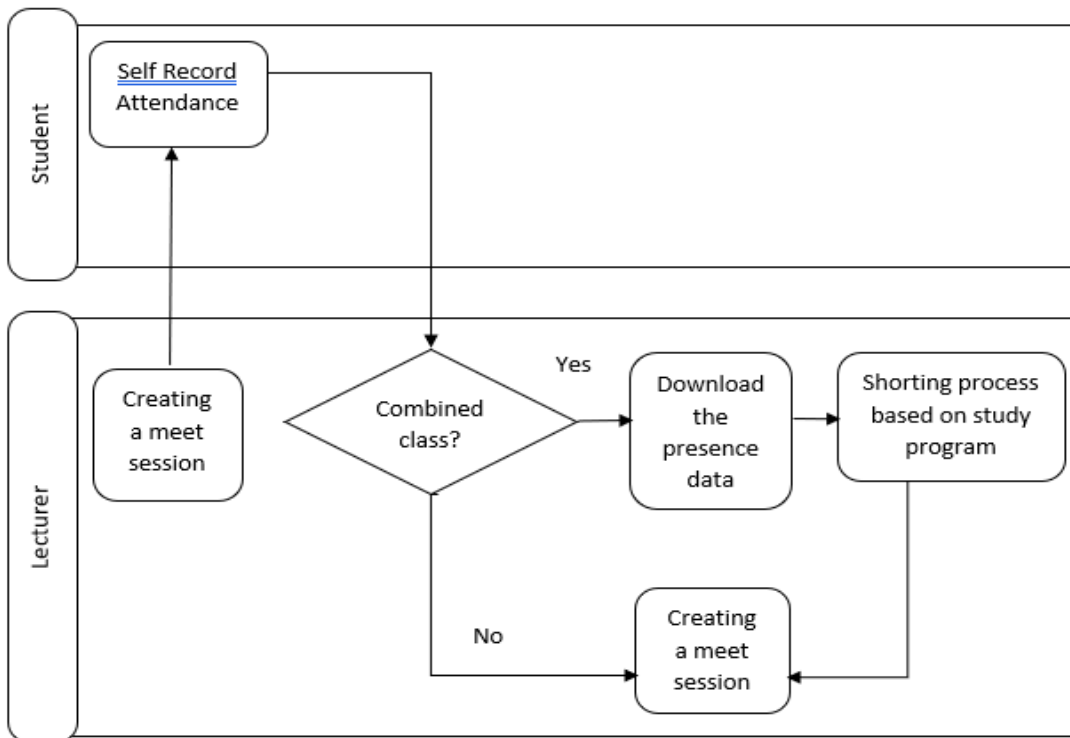 Student
Self Record
Attendance
Lecturer
Creating
a meet
session
Combined
class?
Yes
Download
the
presence
data
Shorting process
based on study
program
No
Creating
a meet
session